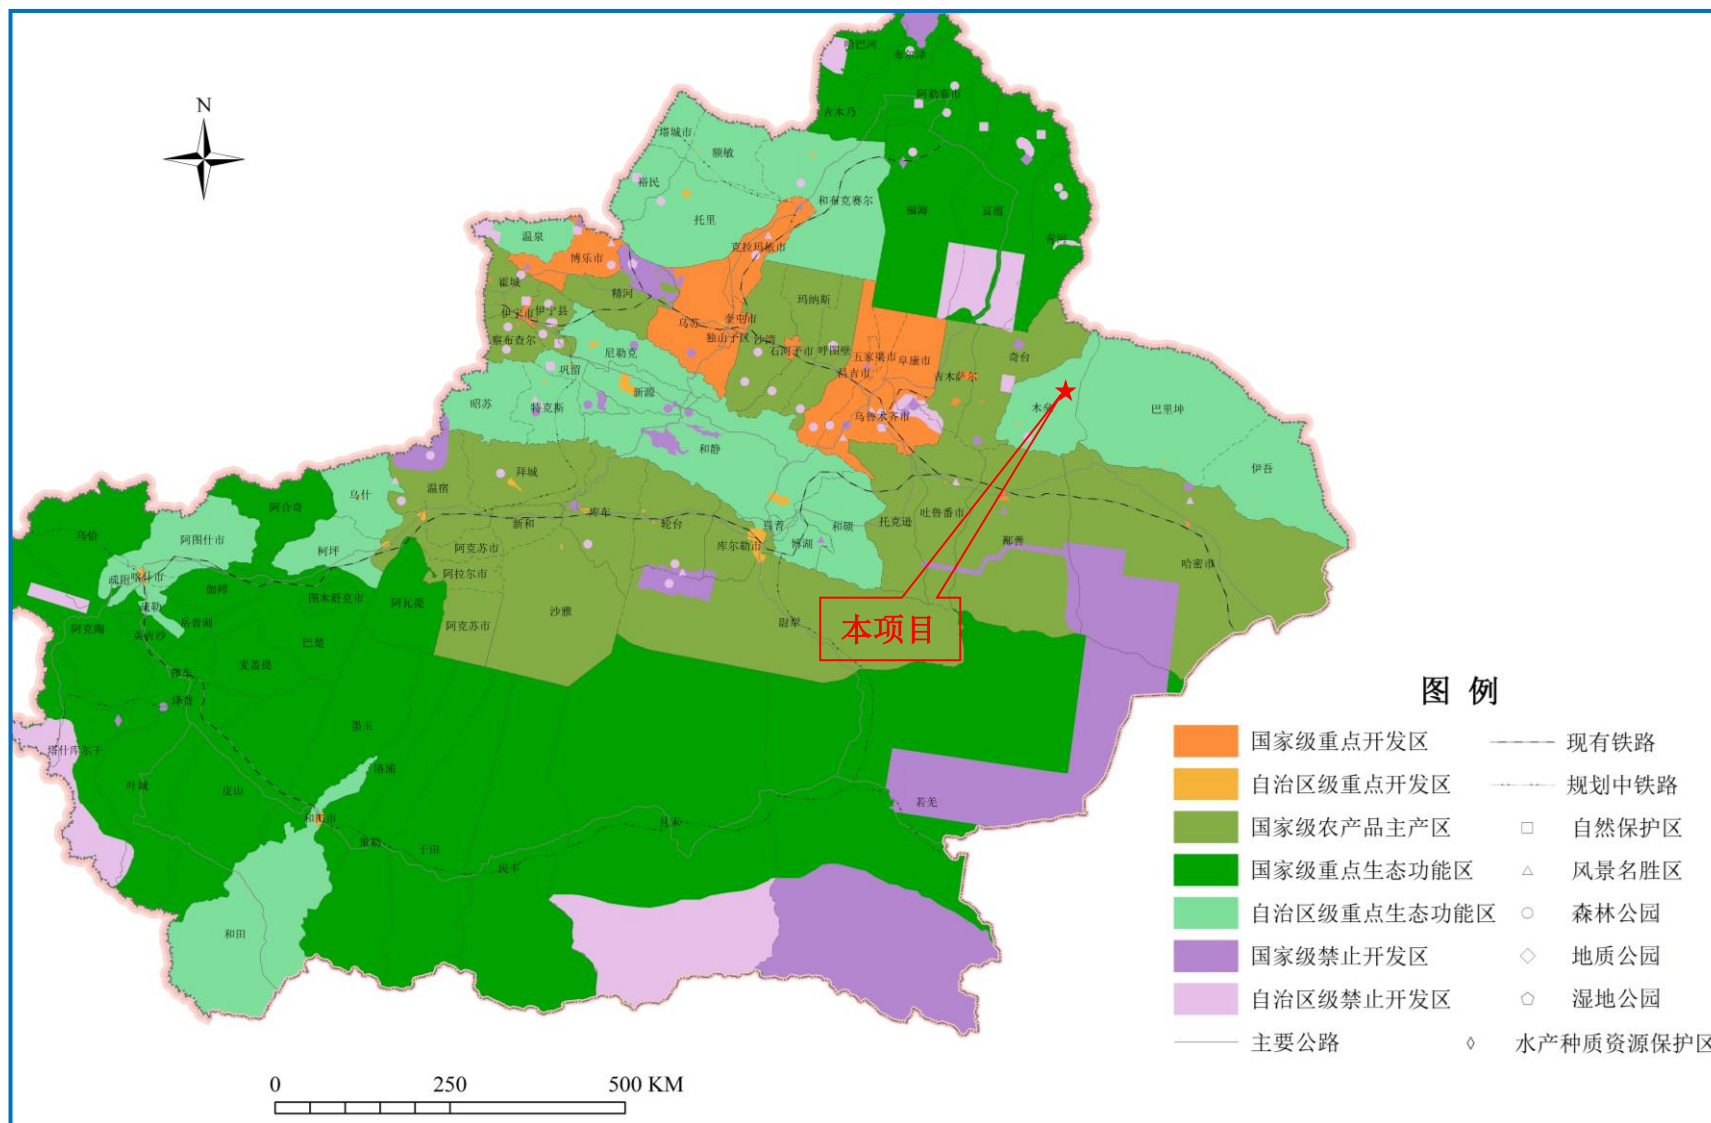 N
哈巴河
布尔津
阿勒泰市
吉木乃
塔城市
额敏
裕民
和布克赛尔
托里
福海
富蕴
青河
温泉
博乐市
克拉玛依市
霍城
精河
玛纳斯
伊宁市
伊宁县
乌苏
奎屯市
独山子区
沙湾
察布查尔
尼勒克
石河子市
呼图壁
五家渠市
阜康市
奇台
昌吉市
吉木萨尔
巩留
新源
昭苏
特克斯
乌鲁木齐市
木垒
巴里坤
和静
伊吾
拜城
温宿
乌什
阿合奇
新和
库车
轮台
焉耆
和硕
托克逊
吐鲁番市
乌恰
阿图什市
柯坪
阿克苏市
库尔勒市
博湖
鄯善
哈密市
疏附
喀什市
伽师
图木舒克市
阿瓦提
阿拉尔市
疏勒
岳普湖
沙雅
阿克陶
英吉沙
巴楚
阿克苏市
尉犁
本项目
麦盖提
莎车
泽普
墨玉
塔什库尔干
洛浦
叶城
皮山
和田市
策勒
于田
民丰
且末
若羌
和田
图 例
国家级重点开发区
现有铁路
自治区级重点开发区
规划中铁路
国家级农产品主产区
自然保护区
国家级重点生态功能区
风景名胜区
自治区级重点生态功能区
森林公园
国家级禁止开发区
地质公园
自治区级禁止开发区
湿地公园
主要公路
水产种质资源保护区
0 250 500 KM